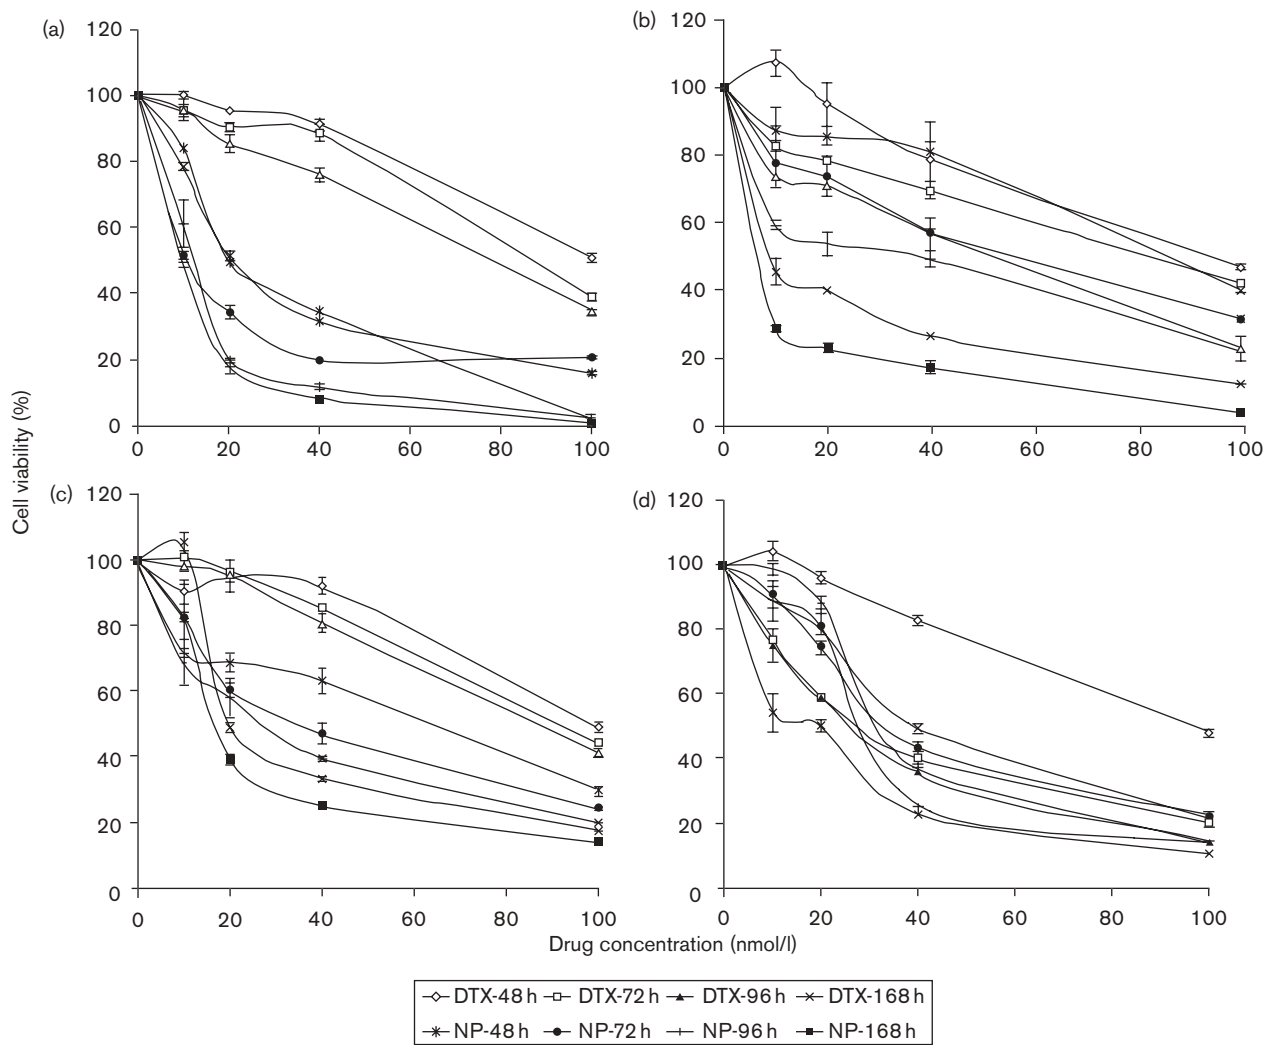 (a)
120
100
80
60
40
20
0
0 20 40 60 80 100
(b)
120
100
80
60
40
20
0
0 20 40 60 80 100
(c)
120
100
80
60
40
20
0
0 20 40 60 80 100
(d)
120
100
80
60
40
20
0
0 20 40 60 80 100
Cell viability (%)
Drug concentration (nmol/l)
DTX-48 h DTX-72 h DTX-96 h DTX-168 h
NP-48 h NP-72 h NP-96 h NP-168 h